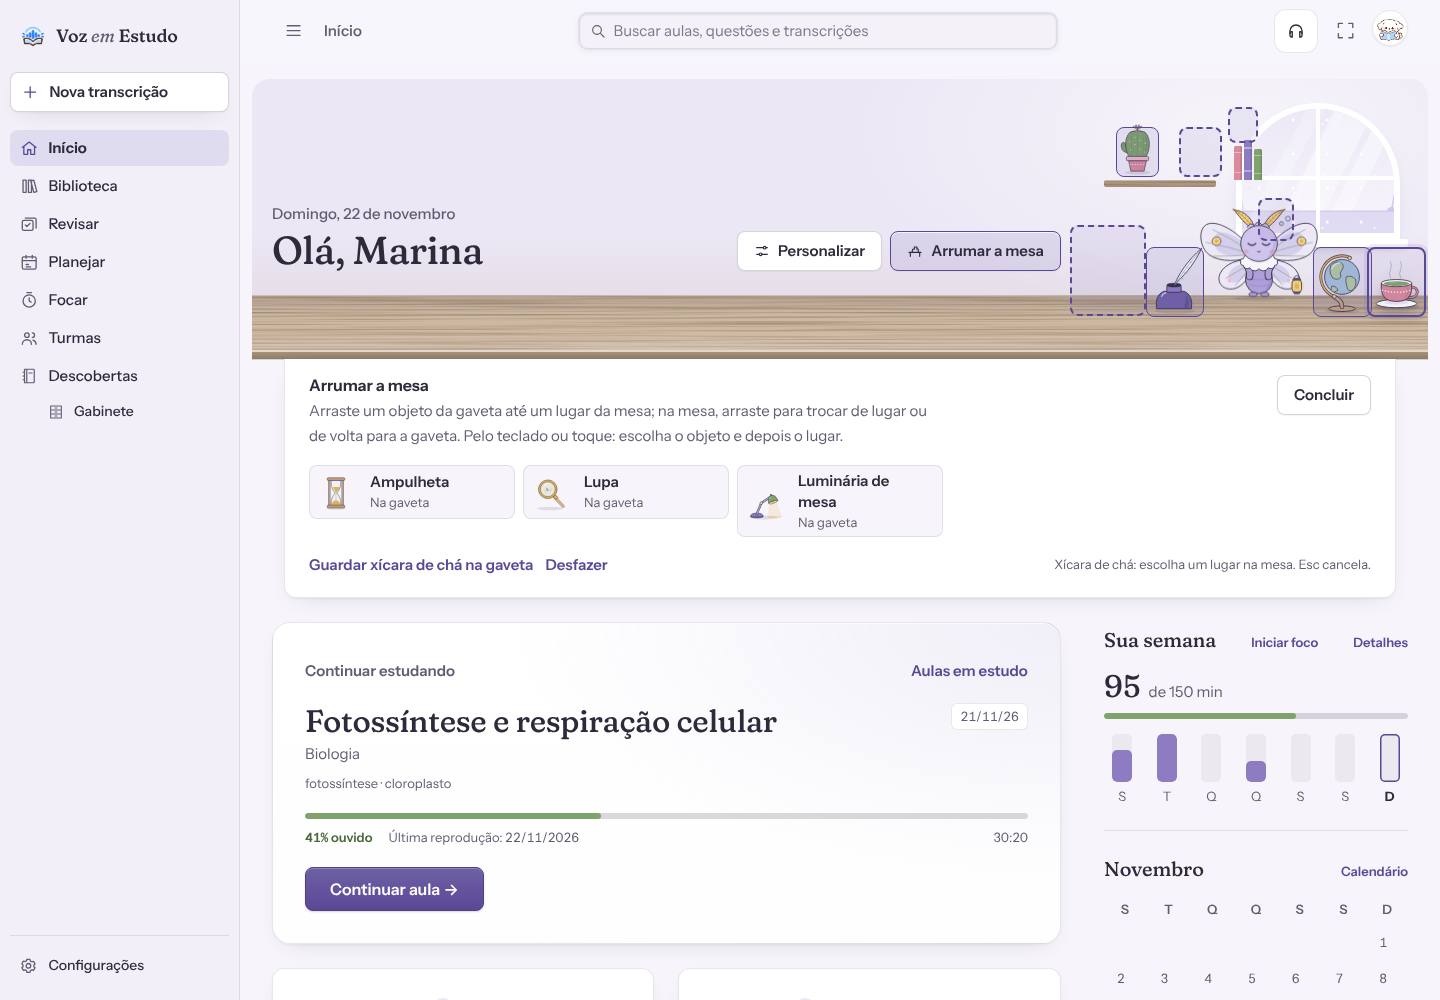 Voz em Estudo
Nova transcrição
Início
Biblioteca
Revisar
Planejar
Focar
Turmas
Descobertas
Gabinete
Configurações
Início
Buscar aulas, questões e transcrições
Domingo, 22 de novembro
Olá, Marina
Personalizar
Arrumar a mesa
Arrumar a mesa
Arraste um objeto da gaveta até um lugar da mesa; na mesa, arraste para trocar de lugar ou
de volta para a gaveta. Pelo teclado ou toque: escolha o objeto e depois o lugar.
Concluir
Ampulheta
Na gaveta
Lupa
Na gaveta
Luminária de
mesa
Na gaveta
Guardar xícara de chá na gaveta
Desfazer
Xícara de chá: escolha um lugar na mesa. Esc cancela.
Continuar estudando
Aulas em estudo
Fotossíntese e respiração celular
21/11/26
Biologia
fotossíntese · cloroplasto
41% ouvido
Última reprodução: 22/11/2026
30:20
Continuar aula →
Sua semana
Iniciar foco
Detalhes
95 de 150 min
S T Q Q S S D
Novembro
Calendário
S T Q Q S S D
1
2 3 4 5 6 7 8